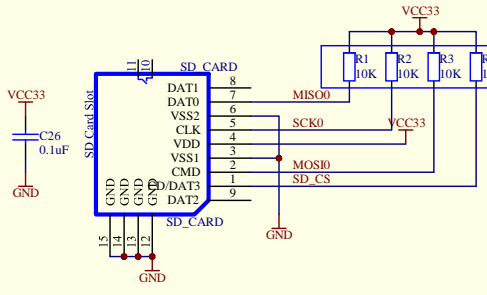 VCC33
R1
R2
R3
R
10K
10K
10K
1
11
10
SD_CARD
VCC33
C26
0.1uF
GND
SD Card Slot
DAT1
8
DAT0
7
MISO0
VSS2
6
CLK
5
SCK0
VCC33
VDD
4
VSS1
3
CMD
2
MOSI0
CD/DAT3
1
SD_CS
DAT2
9
GND
GND
GND
GND
SD_CARD
15
14
13
12
GND
GND